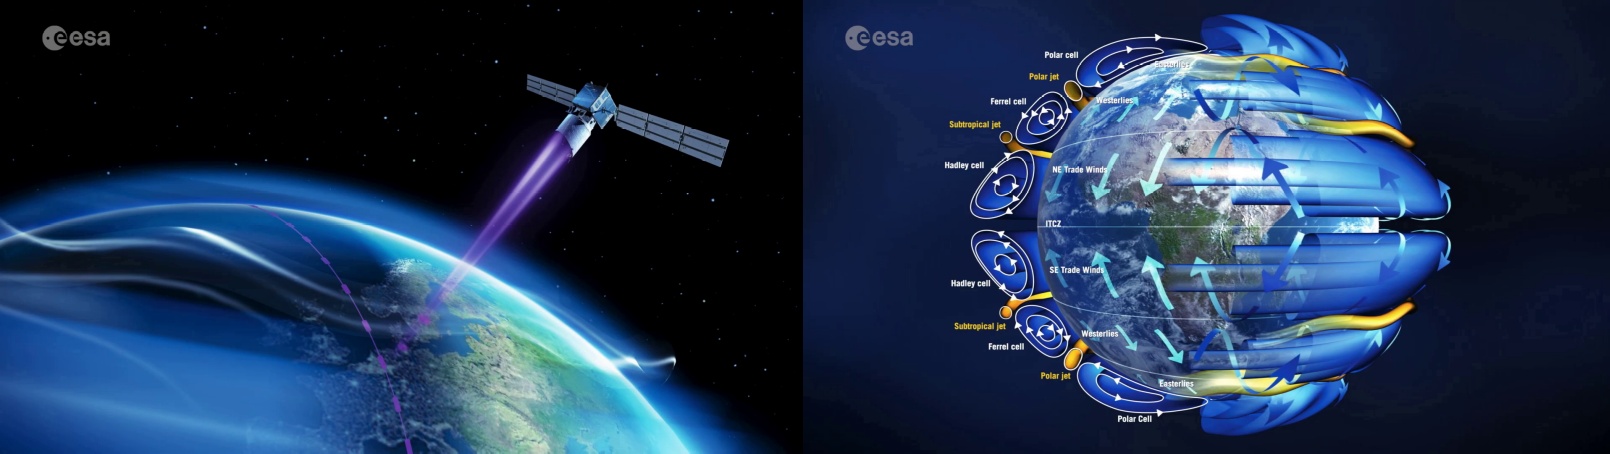 esa
esa
Polar cell
Easterlies
Polar jet
Westerlies
Ferrel cell
Subtropical jet
Hadley cell
NE Trade Winds
ITCZ
SE Trade Winds
Hadley cell
Subtropical jet
Westerlies
Ferrel cell
Polar jet
Easterlies
Polar Cell